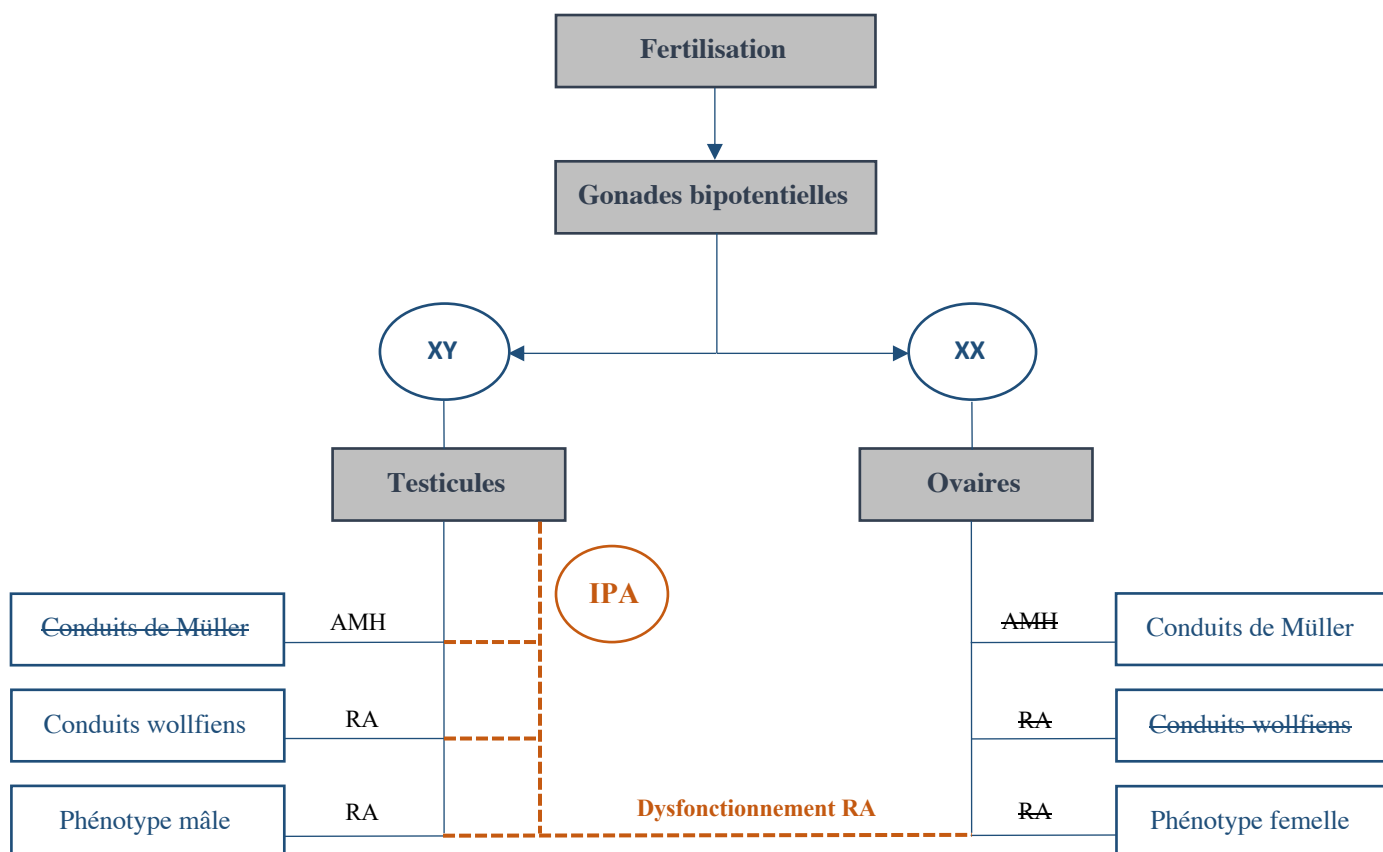 Fertilisation
Gonades bipotentielles
XY
XX
Testicules
Ovaires
IPA
Conduits de Müller
AMH
AMH
Conduits de Müller
Conduits wollfiens
RA
RA
Conduits wollfiens
Phénotype mâle
RA
Dysfonctionnement RA
RA
Phénotype femelle